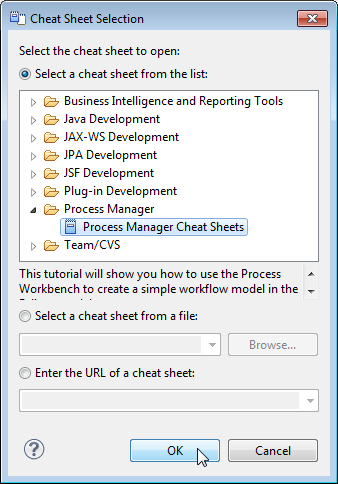 Cheat Sheet Selection
Select the cheat sheet to open:
Select a cheat sheet from the list:
Business Intelligence and Reporting Tools
Java Development
JAX-WS Development
JPA Development
JSF Development
Plug-in Development
Process Manager
Process Manager Cheat Sheets
Team/CVS
This tutorial will show you how to use the Process
Workbench to create a simple workflow model in the
Select a cheat sheet from a file:
Browse...
Enter the URL of a cheat sheet:
OK
Cancel